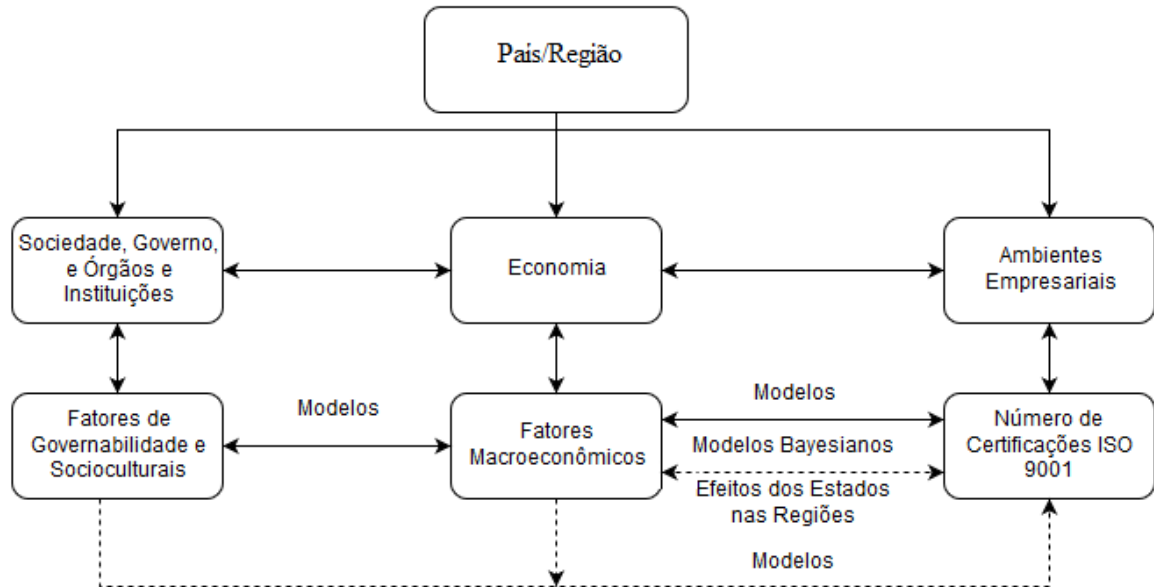 País/Região
Sociedade, Governo,
e Órgãos e
Instituições
Economia
Ambientes
Empresariais
Fatores de
Governabilidade e
Socioculturais
Modelos
Fatores
Macroeconômicos
Modelos
Modelos Bayesianos
Efeitos dos Estados
nas Regiões
Número de
Certificações ISO
9001
Modelos